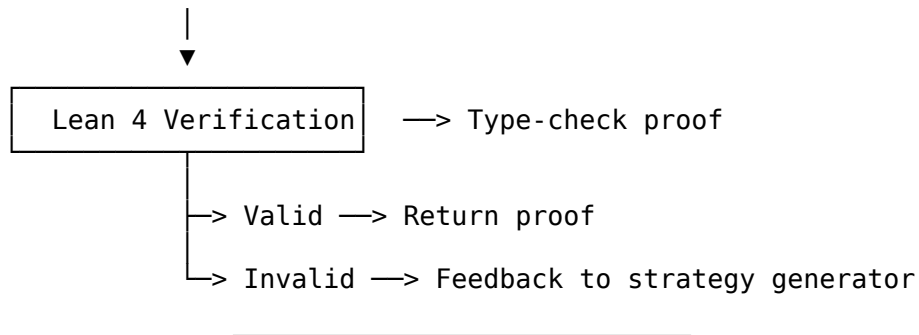 Lean 4 Verification ──> Type-check proof
Valid ──> Return proof
Invalid ──> Feedback to strategy generator